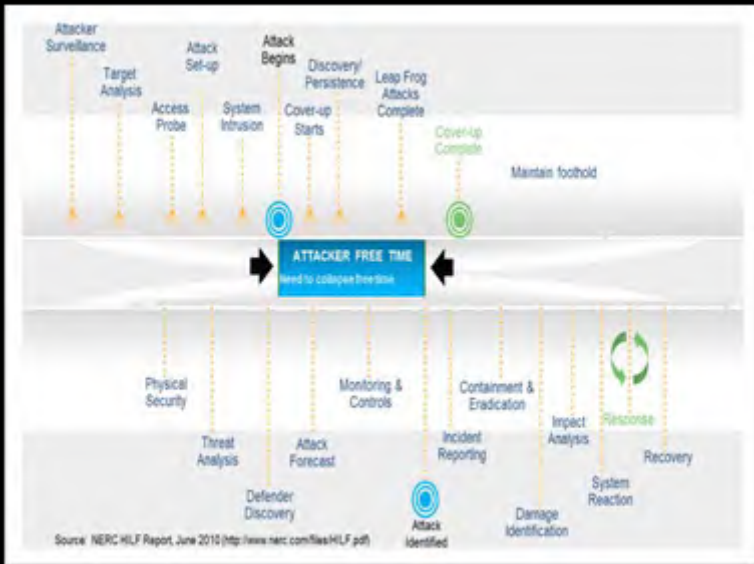 Attacker
Surveillance
Target
Analysis
Access
Probe
Attack
Set-up
System
Intrusion
Attack
Begins
Cover-up
Starts
Discovery/
Persistence
Leap Frog
Attacks
Complete
Cover-up
Complete
Maintain foothold
ATTACKER FREE TIME
Need to collapse free time
Physical
Security
Threat
Analysis
Defender
Discovery
Attack
Forecast
Monitoring &
Controls
Attack
Identified
Incident
Reporting
Containment &
Eradication
Damage
Identification
Impact
Analysis
System
Reaction
Response
Recovery
Source: NERC HILF Report, June 2010 (http://www.nerc.com/files/HILF.pdf)